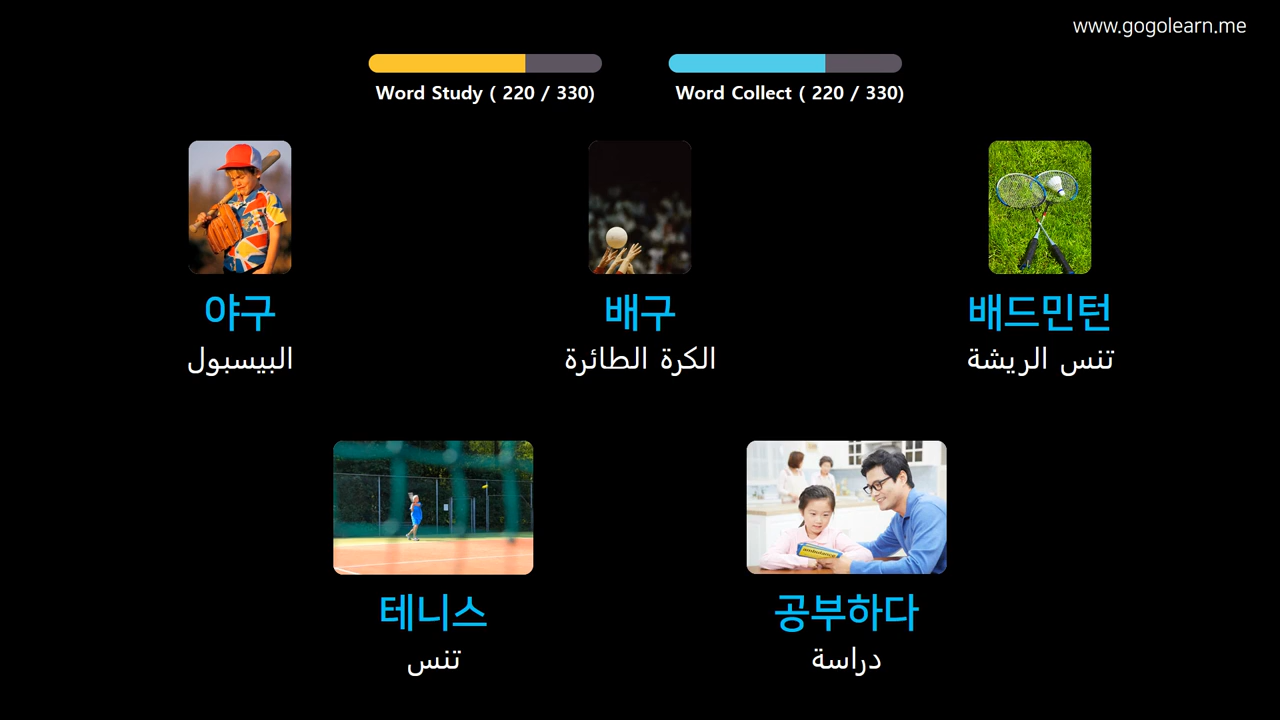 www.gogolearn.me
Word Study ( 220 / 330)
Word Collect ( 220 / 330)
야구
البيسبول
배구
الكرة الطائرة
배드민턴
تنس الريشة
테니스
تنس
ambulance
공부하다
دراسة